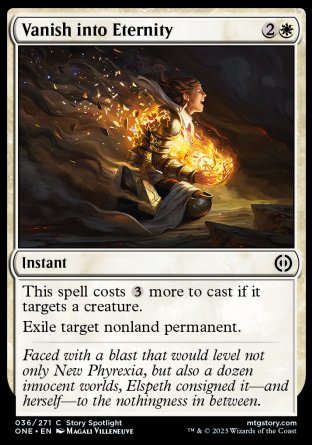 Vanish into Eternity 2
Instant
This spell costs 3 more to cast if it
targets a creature.
Exile target nonland permanent.
Faced with a blast that would level not
only New Phyrexia, but also a dozen
innocent worlds, Elspeth consigned it—and
herself—to the nothingness in between.
036/271 C Story Spotlight mtgstory.com
ONE • EN Magali Villeneuve ™ & © 2023 Wizards of the Coast